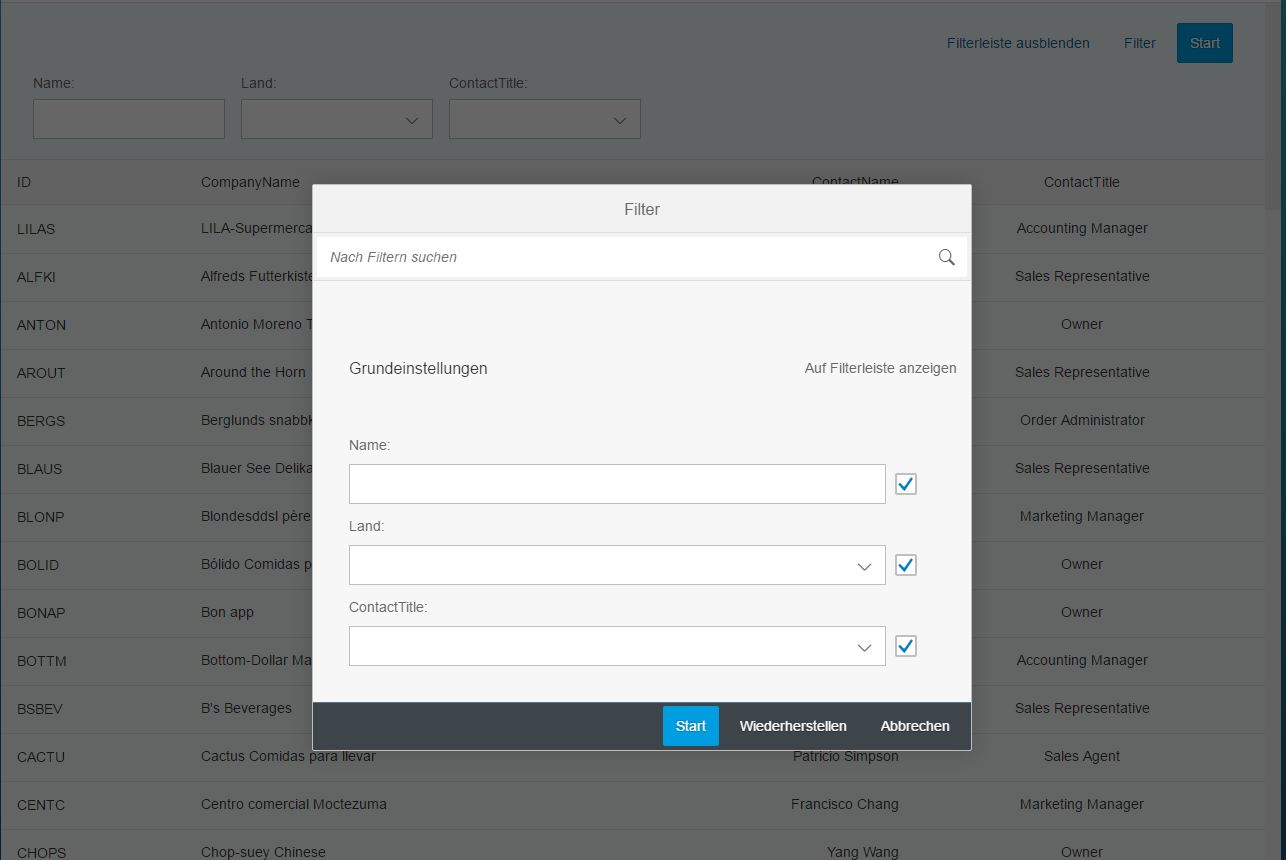 Filterleiste ausblenden Filter Start
Name: Land: ContactTitle:
ID CompanyName ContactName ContactTitle
LILAS LILA-Supermerca Accounting Manager
ALFKI Alfreds Futterkiste Sales Representative
ANTON Antonio Moreno T Owner
AROUT Around the Horn Sales Representative
BERGS Berglunds snabbk Order Administrator
BLAUS Blauer See Delika Sales Representative
BLONP Blondesddsl père Marketing Manager
BOLID Bólido Comidas p Owner
BONAP Bon app Owner
BOTTM Bottom-Dollar Ma Accounting Manager
BSBEV B's Beverages Sales Representative
CACTU Cactus Comidas para llevar Patricio Simpson Sales Agent
CENTC Centro comercial Moctezuma Francisco Chang Marketing Manager
CHOPS Chop-suey Chinese Yang Wang Owner
Filter
Nach Filtern suchen
Grundeinstellungen Auf Filterleiste anzeigen
Name:
Land:
ContactTitle:
Start Wiederherstellen Abbrechen